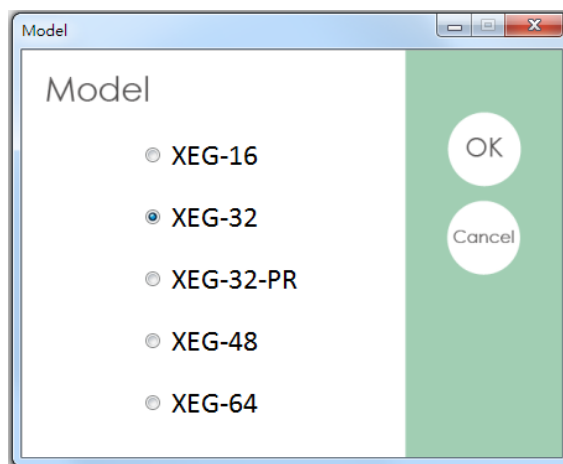 Model
Model
XEG-16
XEG-32
XEG-32-PR
XEG-48
XEG-64
OK
Cancel